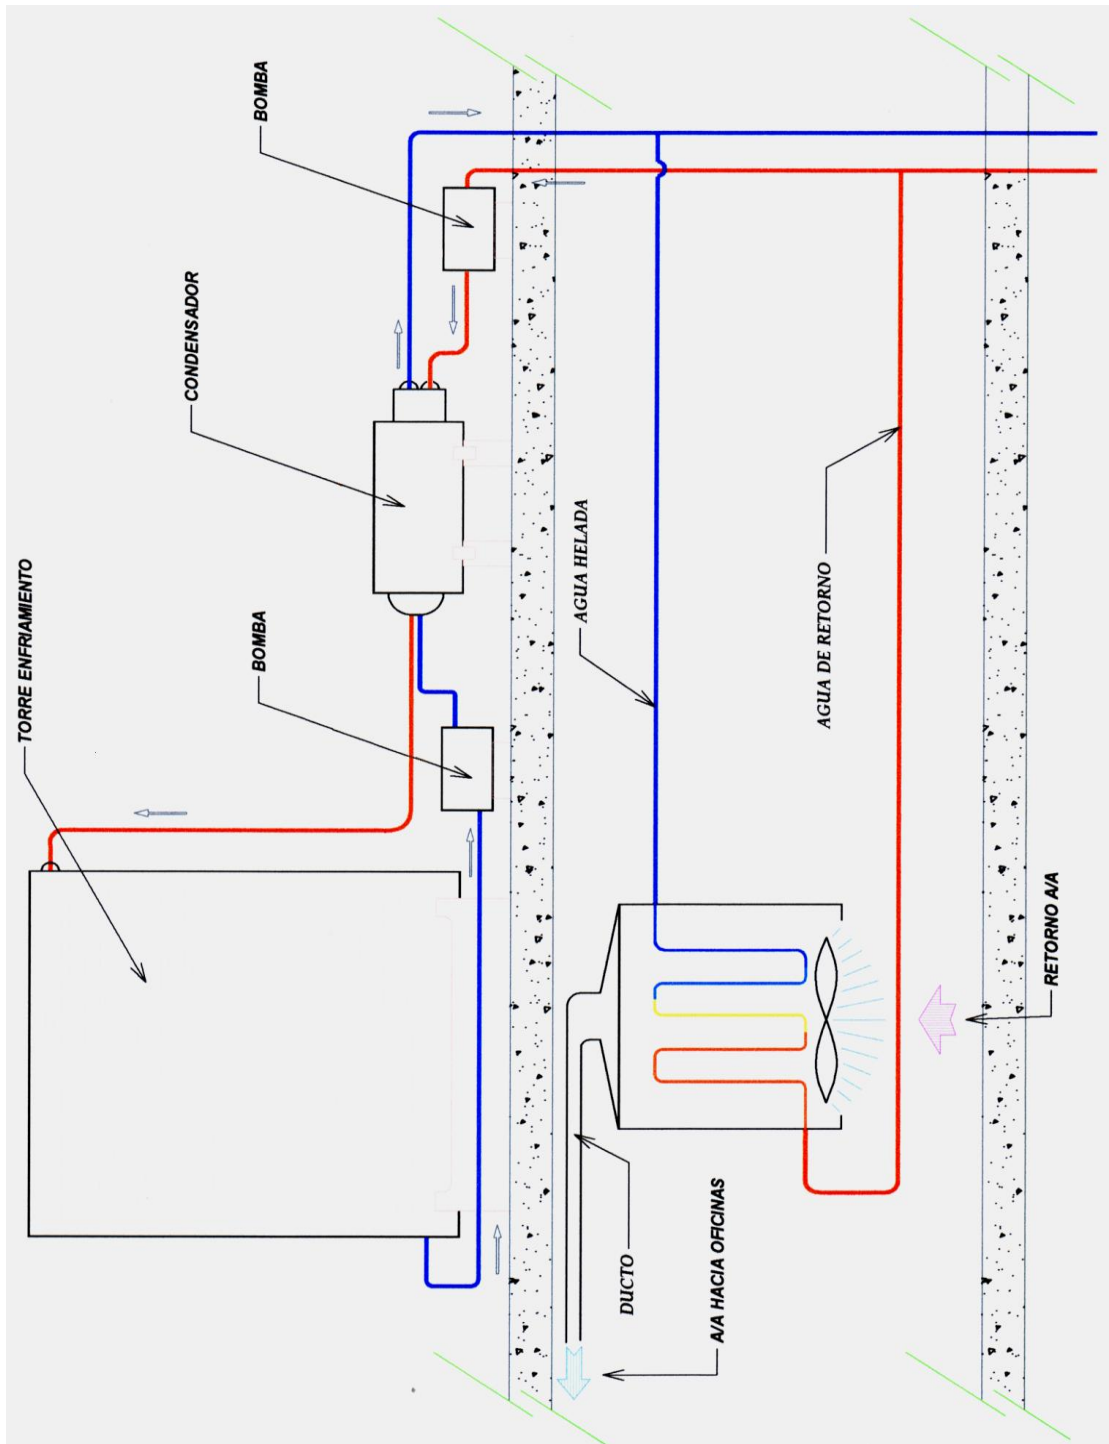 TORRE ENFRIAMIENTO
BOMBA
CONDENSADOR
BOMBA
AGUA HELADA
AGUA DE RETORNO
DUCTO
A/A HACIA OFICINAS
RETORNO A/A